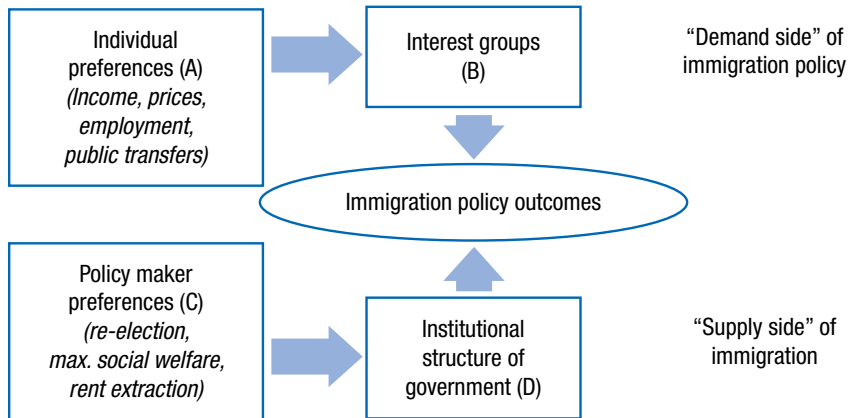 Individual
preferences (A)
(Income, prices,
employment,
public transfers)
Interest groups
(B)
“Demand side” of
immigration policy
Immigration policy outcomes
Policy maker
preferences (C)
(re-election,
max. social welfare,
rent extraction)
Institutional
structure of
government (D)
“Supply side” of
immigration